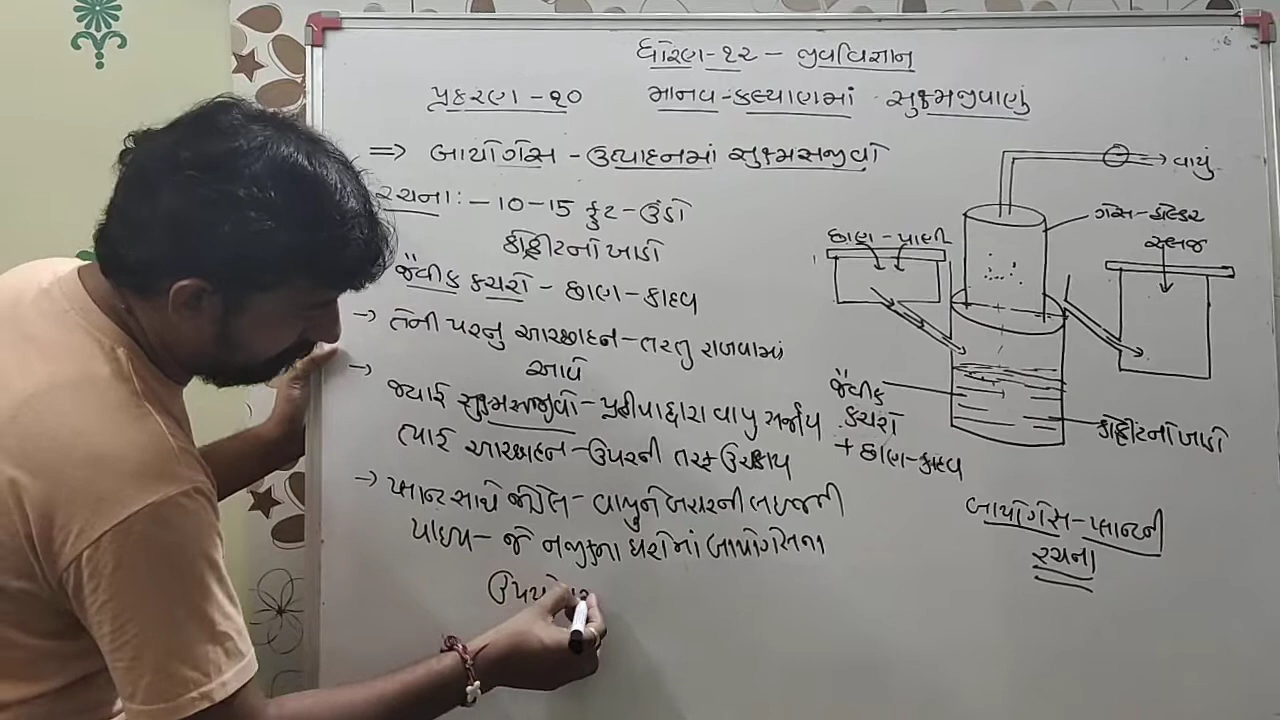 ધોરણ-૧૨ - જીવવિજ્ઞાન
પ્રકરણ -૧૦ માનવ-કલ્યાણમાં સુક્ષ્મજીવાણું
=> બાયોગેસ - ઉત્પાદનમાં સુક્ષ્મસજીવો
રચના:- 10-15 ફુટ-ઉંડો
કોંક્રીટનો ખાડો
જૈવીક કચરો - છાણ-કાદવ
-> તેની પરનુ આચ્છાદન-તરતુ રાખવામાં
આવે
-> જ્યારે સુક્ષ્મસજીવો-પ્રક્રીયા દ્વારા વાયુ સર્જાય
ત્યારે આચ્છાદન-ઉપરની તરફ ઉંચકાય
-> પ્લાન્ટ સાથે જોડેલ- વાયુને બહારની લઇજતી
પાઇપ- જે નજીકના ઘરોમાં બાયોગેસના
ઉપયો
વાયું
ગેસ-હોલ્ડર
છાણ-પાણી
સ્લજ
જૈવીક
કચરો
+ છાણ-કાદવ
કોંક્રીટનો ખાડો
બાયોગેસ-પ્લાન્ટની
રચના